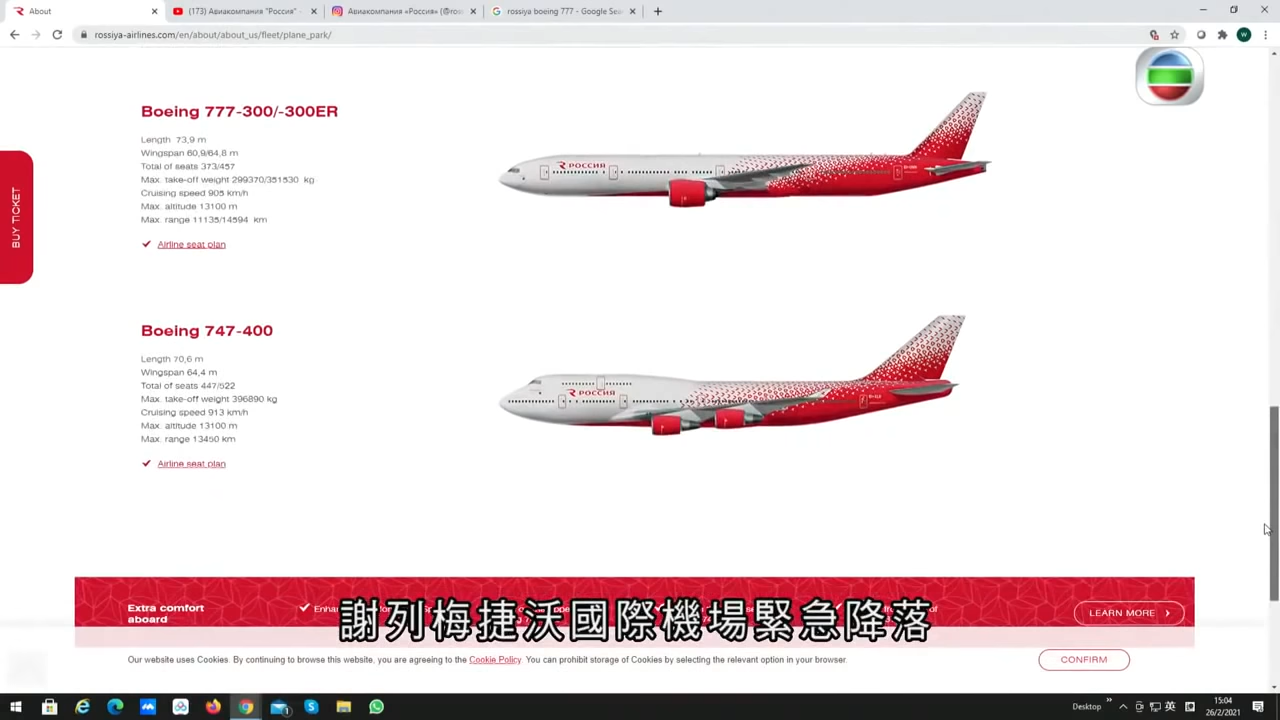 About
(173) Авиакомпания "Россия" -
Авиакомпания «Россия» (@ros
rossiya boeing 777 - Google Sea
rossiya-airlines.com/en/about/about_us/fleet/plane_park/
W
BUY TICKET
Boeing 777-300/-300ER
Length 73,9 m
Wingspan 60,9/64,8 m
Total of seats 373/457
Max. take-off weight 299370/351530 kg
Cruising speed 905 km/h
Max. altitude 13100 m
Max. range 11135/14594 km
Airline seat plan
РОССИЯ
Boeing 747-400
Length 70,6 m
Wingspan 64,4 m
Total of seats 447/522
Max. take-off weight 396890 kg
Cruising speed 913 km/h
Max. altitude 13100 m
Max. range 13450 km
Airline seat plan
РОССИЯ
Extra comfort
aboard
LEARN MORE
謝列梅捷沃國際機場緊急降落
Our website uses Cookies. By continuing to browse this website, you are agreeing to the Cookie Policy. You can prohibit storage of Cookies by selecting the relevant option in your browser.
CONFIRM
Desktop
英
15:04
26/2/2021